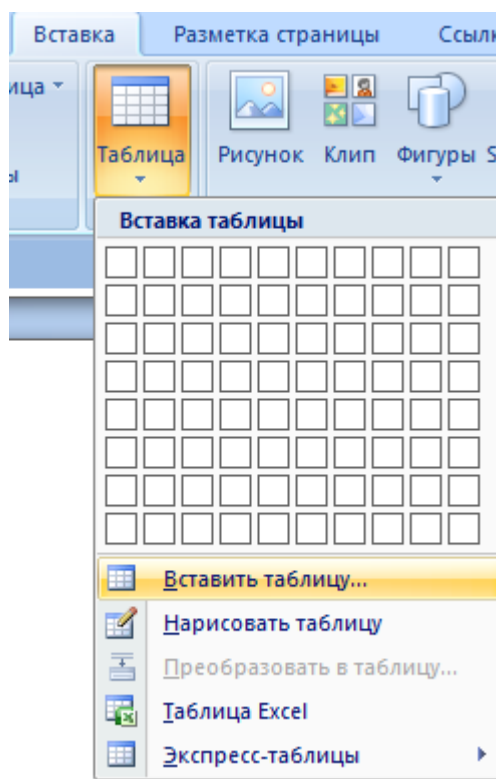 Вставка Разметка страницы Ссылк
ица
Таблица Рисунок Клип Фигуры S
ы
Вставка таблицы
Вставить таблицу...
Нарисовать таблицу
Преобразовать в таблицу...
Таблица Excel
Экспресс-таблицы